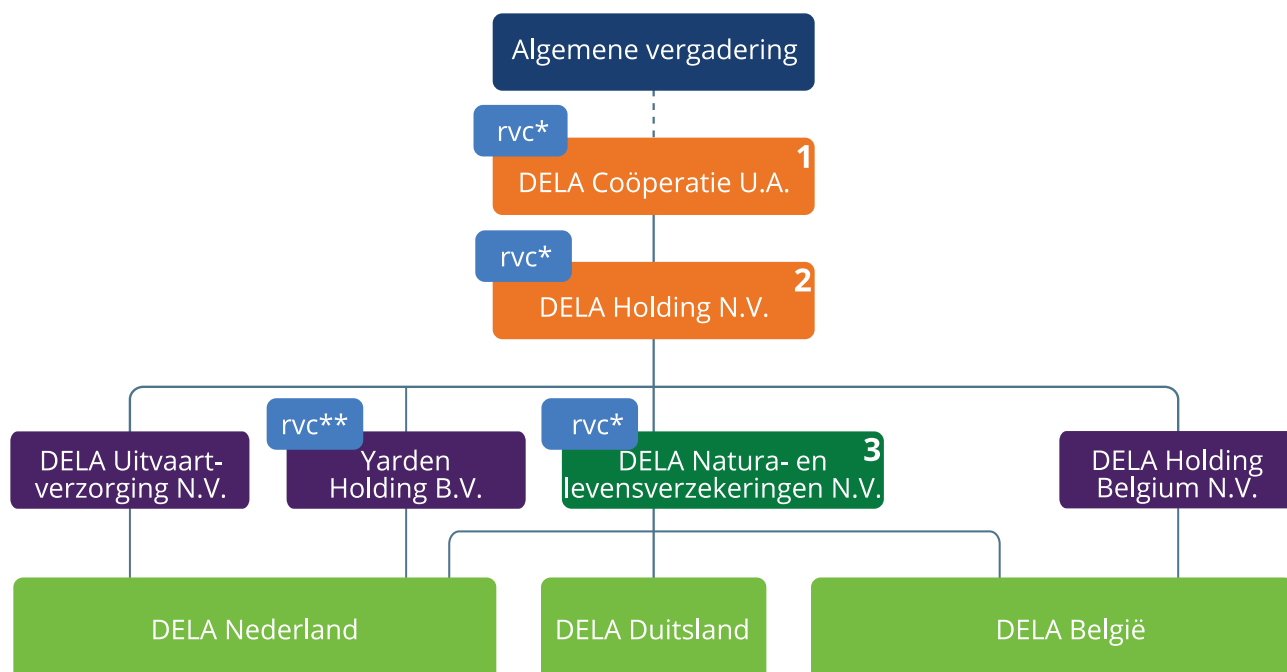 Algemene vergadering
rvc*
1
DELA Coöperatie U.A.
rvc*
2
DELA Holding N.V.
DELA Uitvaart-
verzorging N.V.
rvc**
Yarden
Holding B.V.
rvc*
3
DELA Natura- en
levensverzekeringen N.V.
DELA Holding
Belgium N.V.
DELA Nederland
DELA Duitsland
DELA België